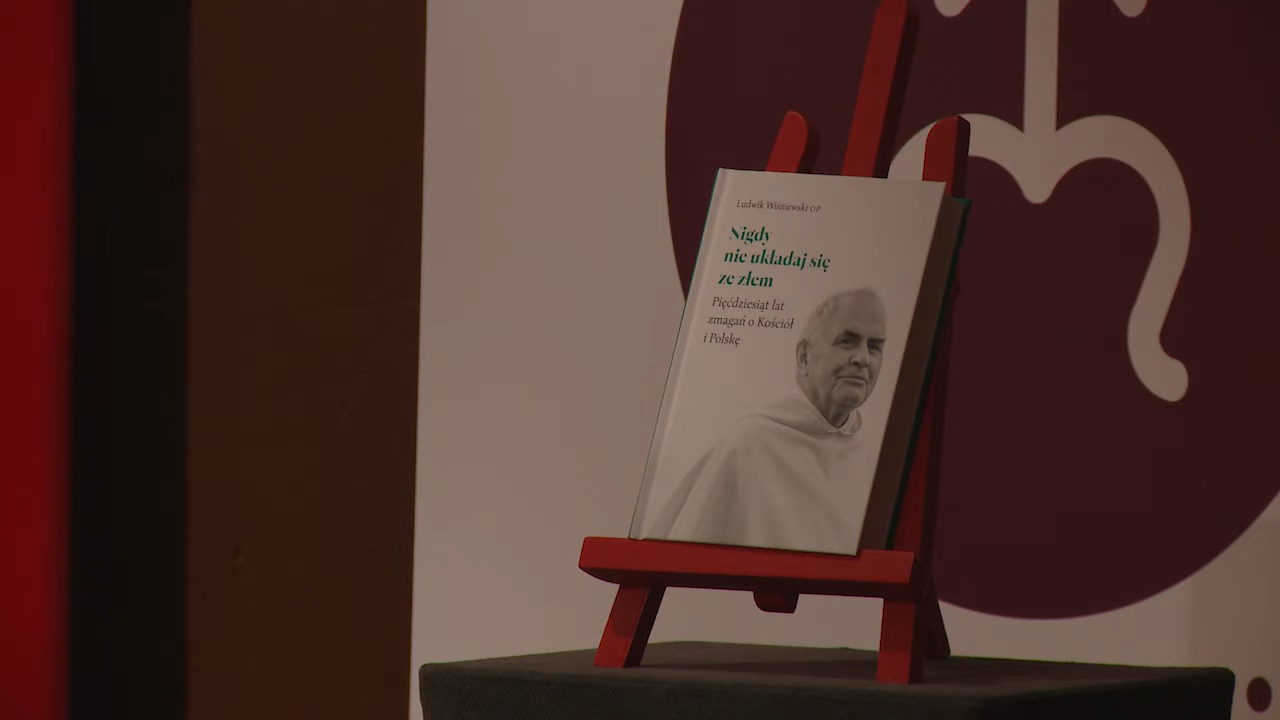 Ludwik Wiśniewski OP
Nigdy
nie układaj się
ze złem
Pięćdziesiąt lat
zmagań o Kościół
i Polskę